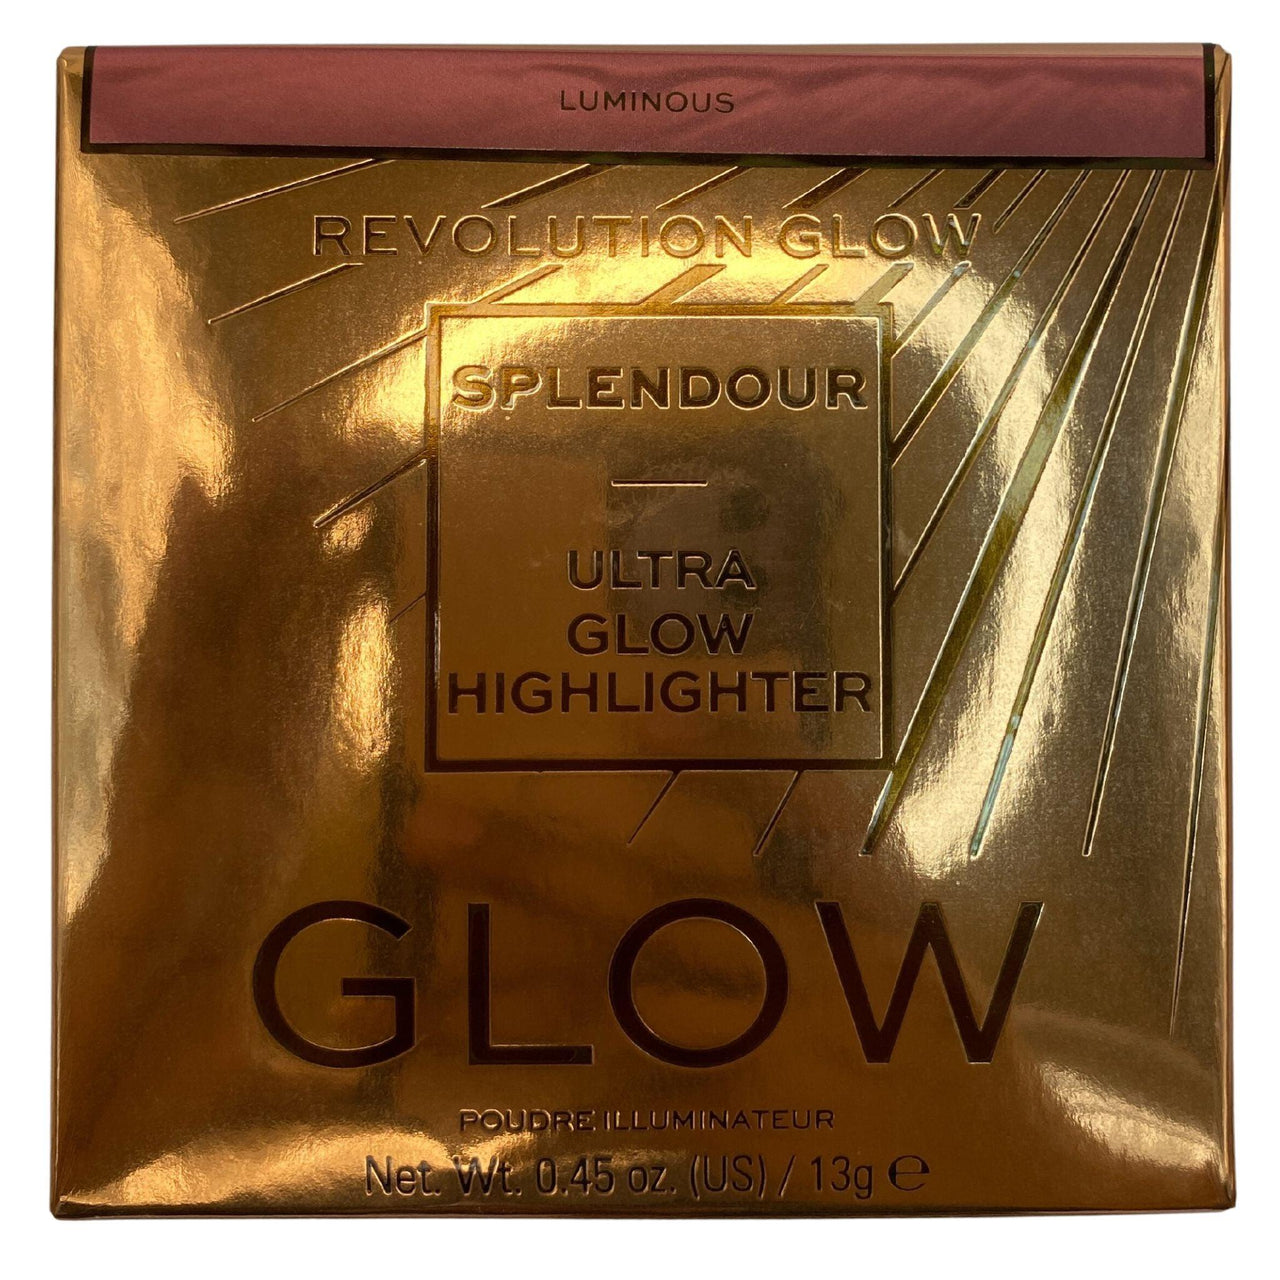 LUMINOUS
REVOLUTION GLOW
SPLENDOUR
ULTRA
GLOW
HIGHLIGHTER
GLOW
POUDRE ILLUMINATEUR
Net. Wt. 0.45 oz. (US) / 13g ℮